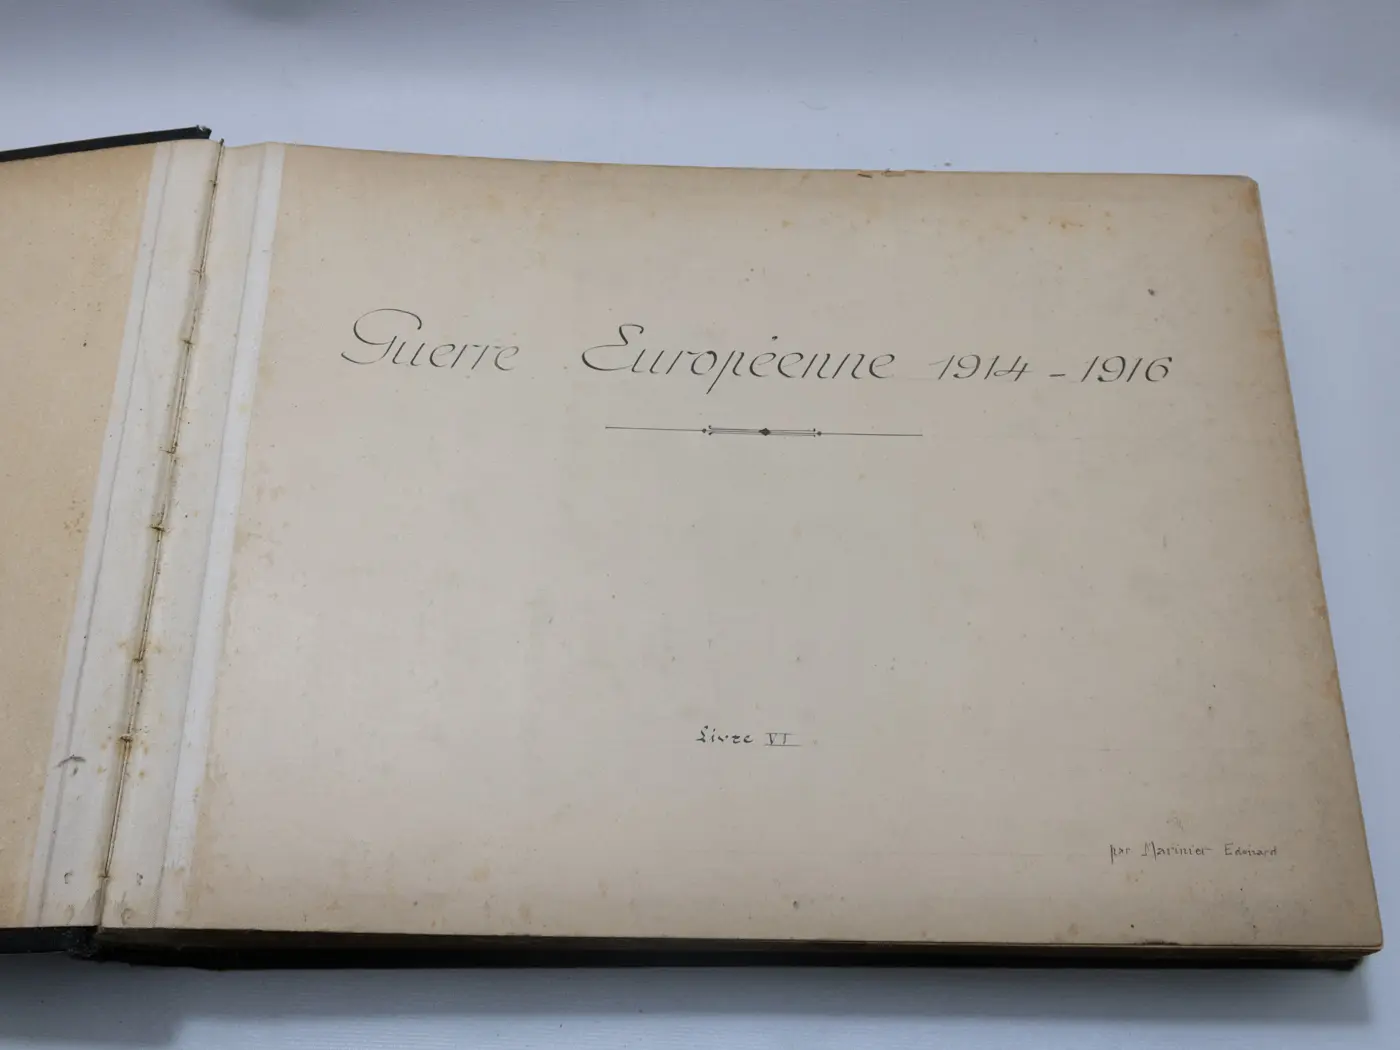 Guerre Européenne 1914 - 1916
Livre VI
par Marinier Edouard